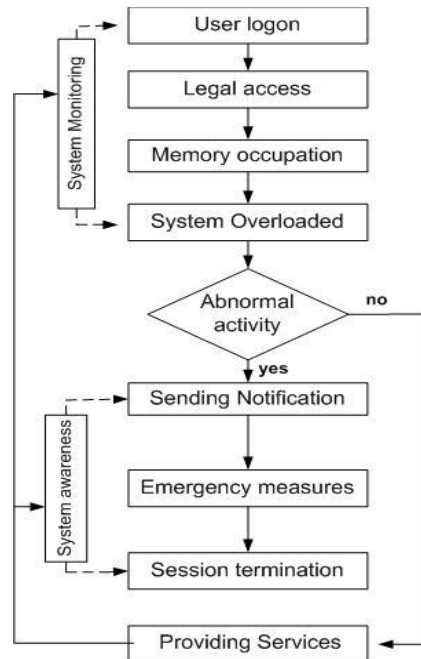 User logon
Legal access
System Monitoring
Memory occupation
System Overloaded
Abnormal
activity
no
yes
Sending Notification
System awareness
Emergency measures
Session termination
Providing Services